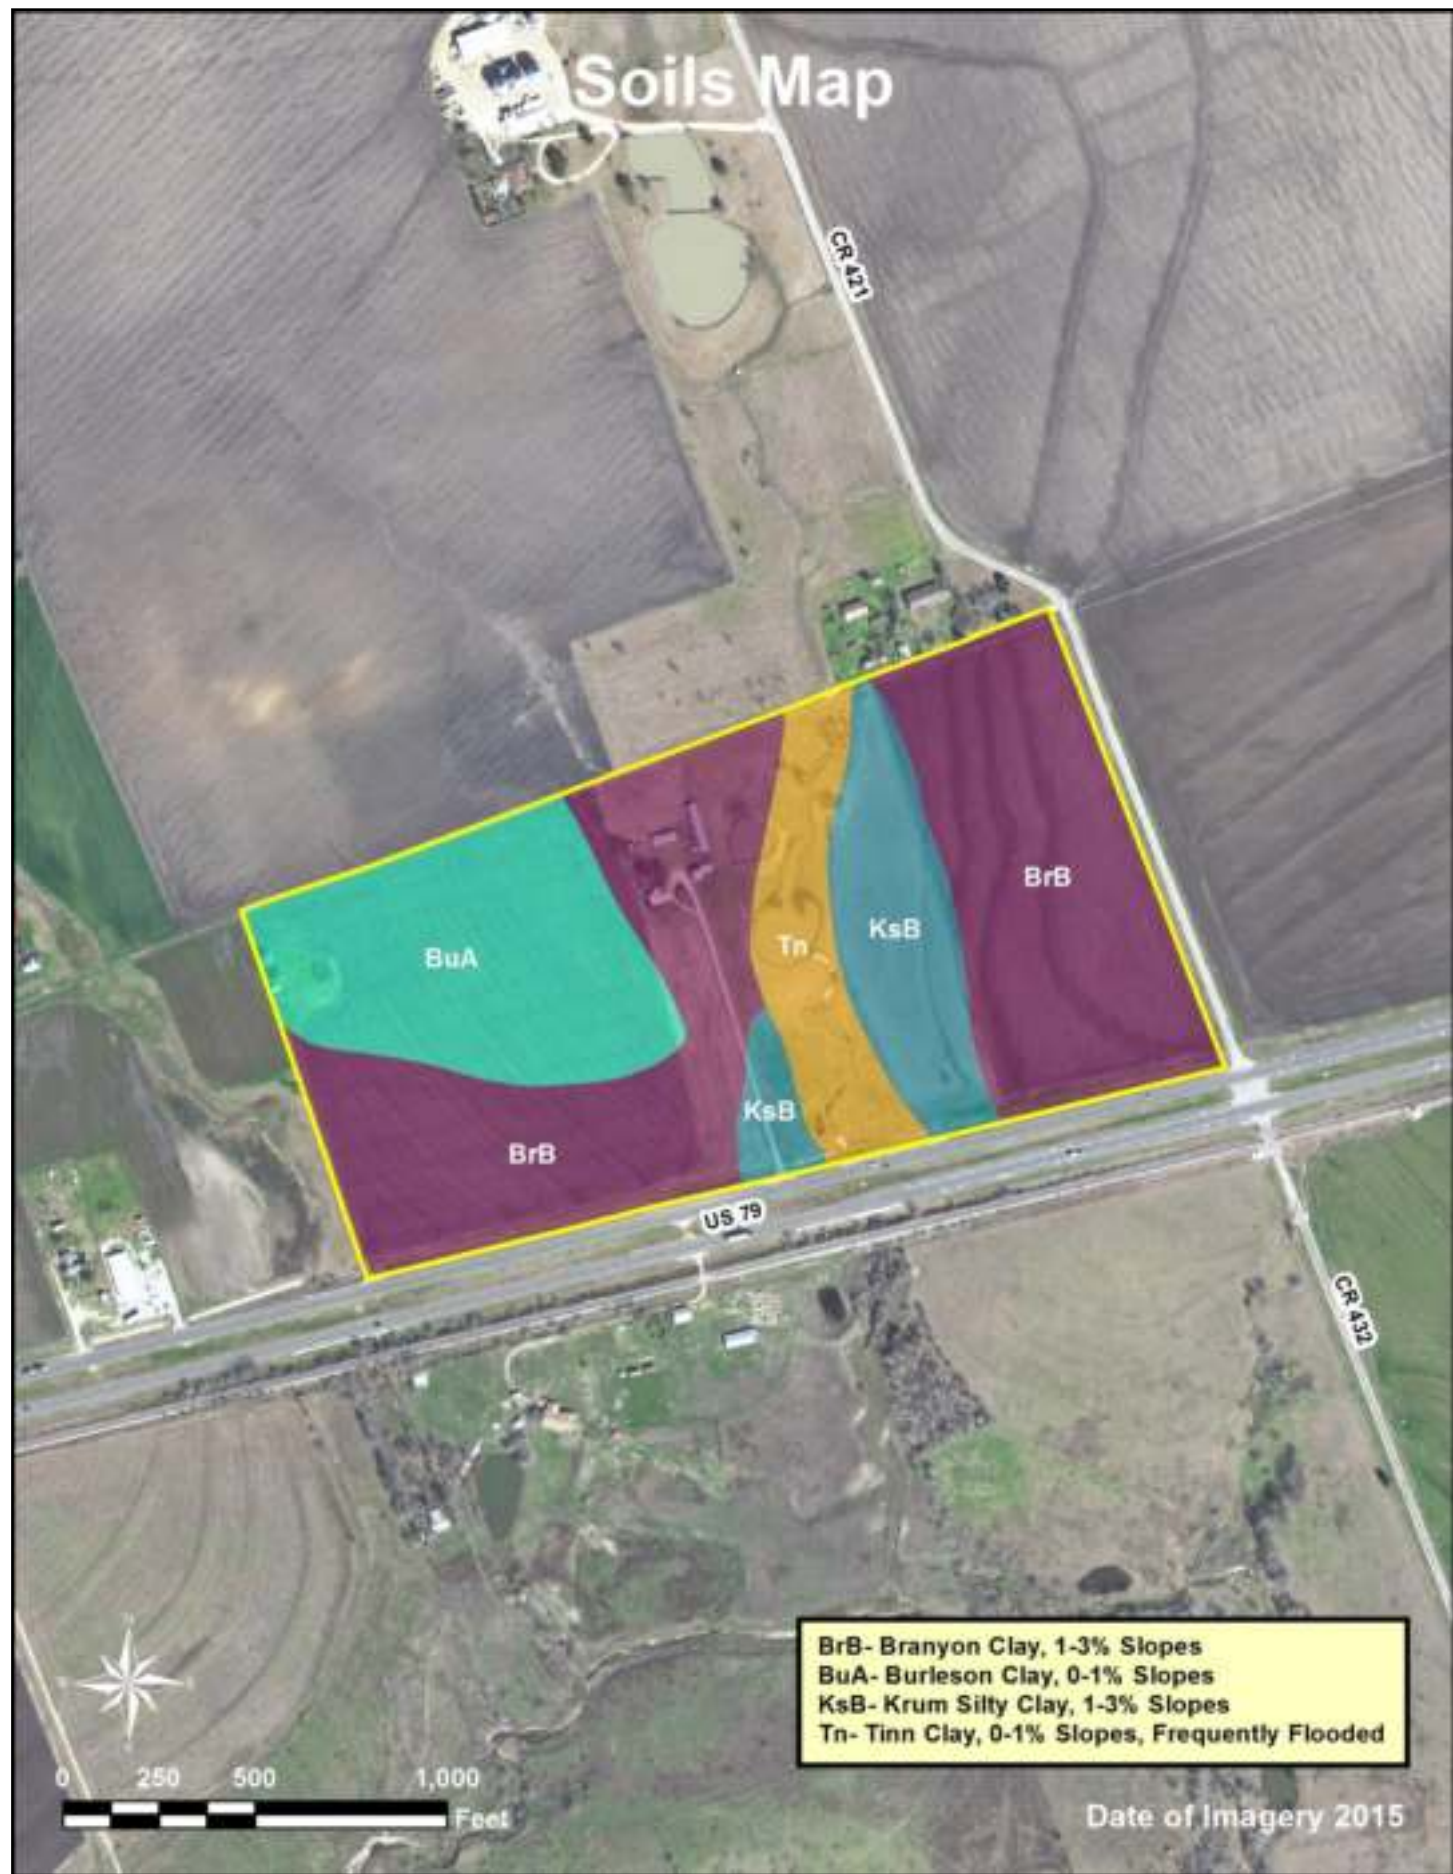 Soils Map
CR 421
BrB
KsB
Tn
BuA
KsB
BrB
US 79
CR 432
BrB- Branyon Clay, 1-3% Slopes
BuA- Burleson Clay, 0-1% Slopes
KsB- Krum Silty Clay, 1-3% Slopes
Tn- Tinn Clay, 0-1% Slopes, Frequently Flooded
0 250 500 1,000
Feet
Date of Imagery 2015